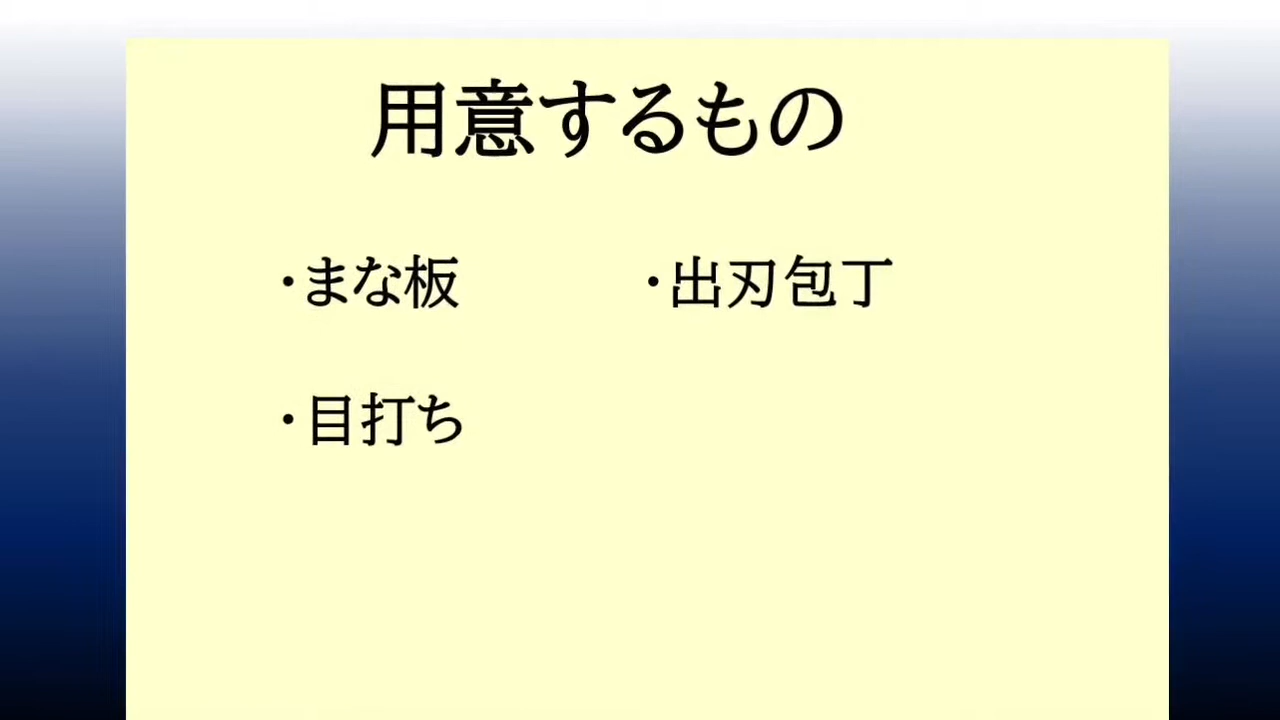 用意するもの
・まな板 ・出刃包丁
・目打ち